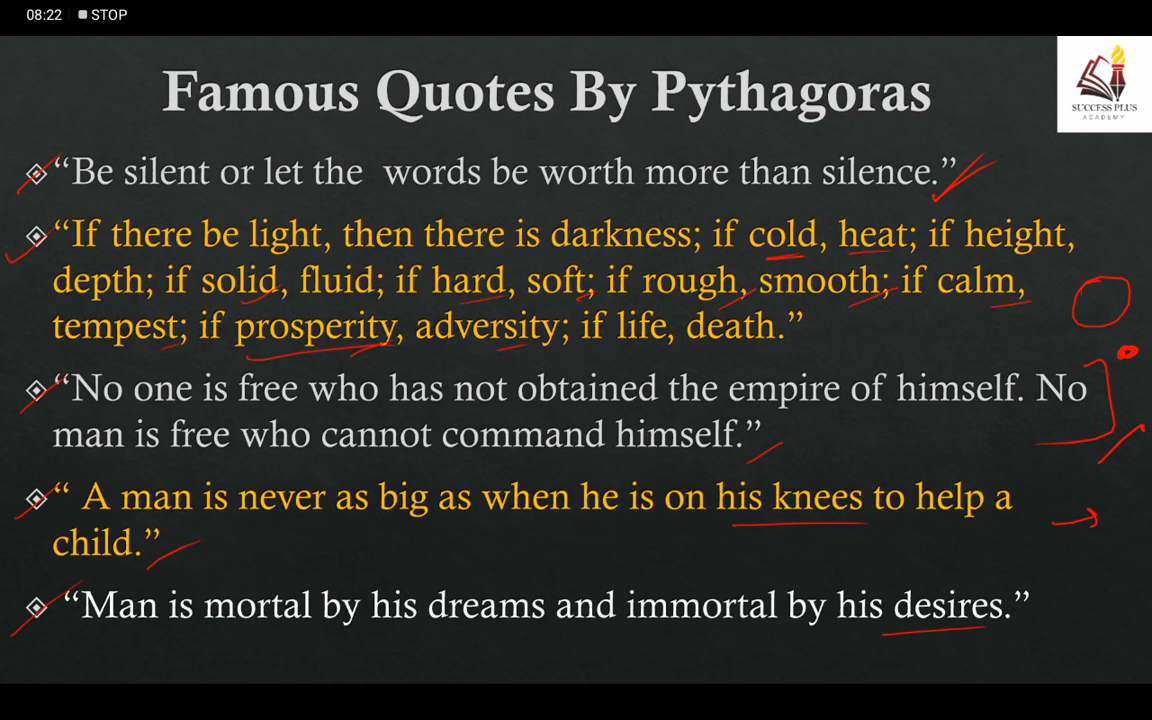 08:22 STOP
Famous Quotes By Pythagoras
SUCCESS PLUS
ACADEMY
“Be silent or let the words be worth more than silence.”
“If there be light, then there is darkness; if cold, heat; if height,
depth; if solid, fluid; if hard, soft; if rough, smooth; if calm,
tempest; if prosperity, adversity; if life, death.”
“No one is free who has not obtained the empire of himself. No
man is free who cannot command himself.”
“ A man is never as big as when he is on his knees to help a
child.”
“Man is mortal by his dreams and immortal by his desires.”